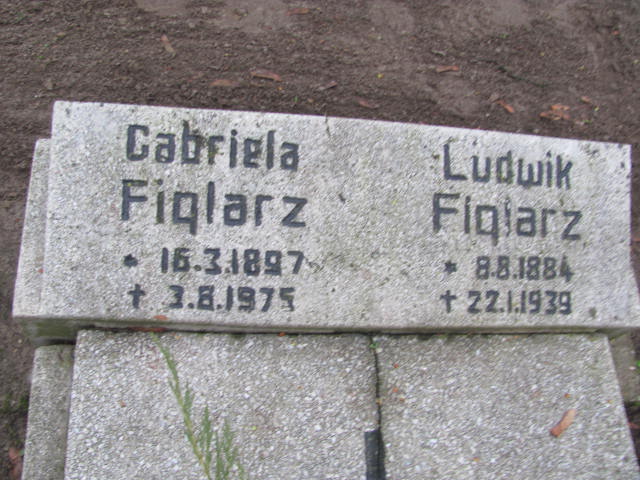 Gabriela
Figlarz
* 16.3.1897
† 3.8.1975
Ludwik
Figlarz
* 8.8.1884
† 22.1.1939